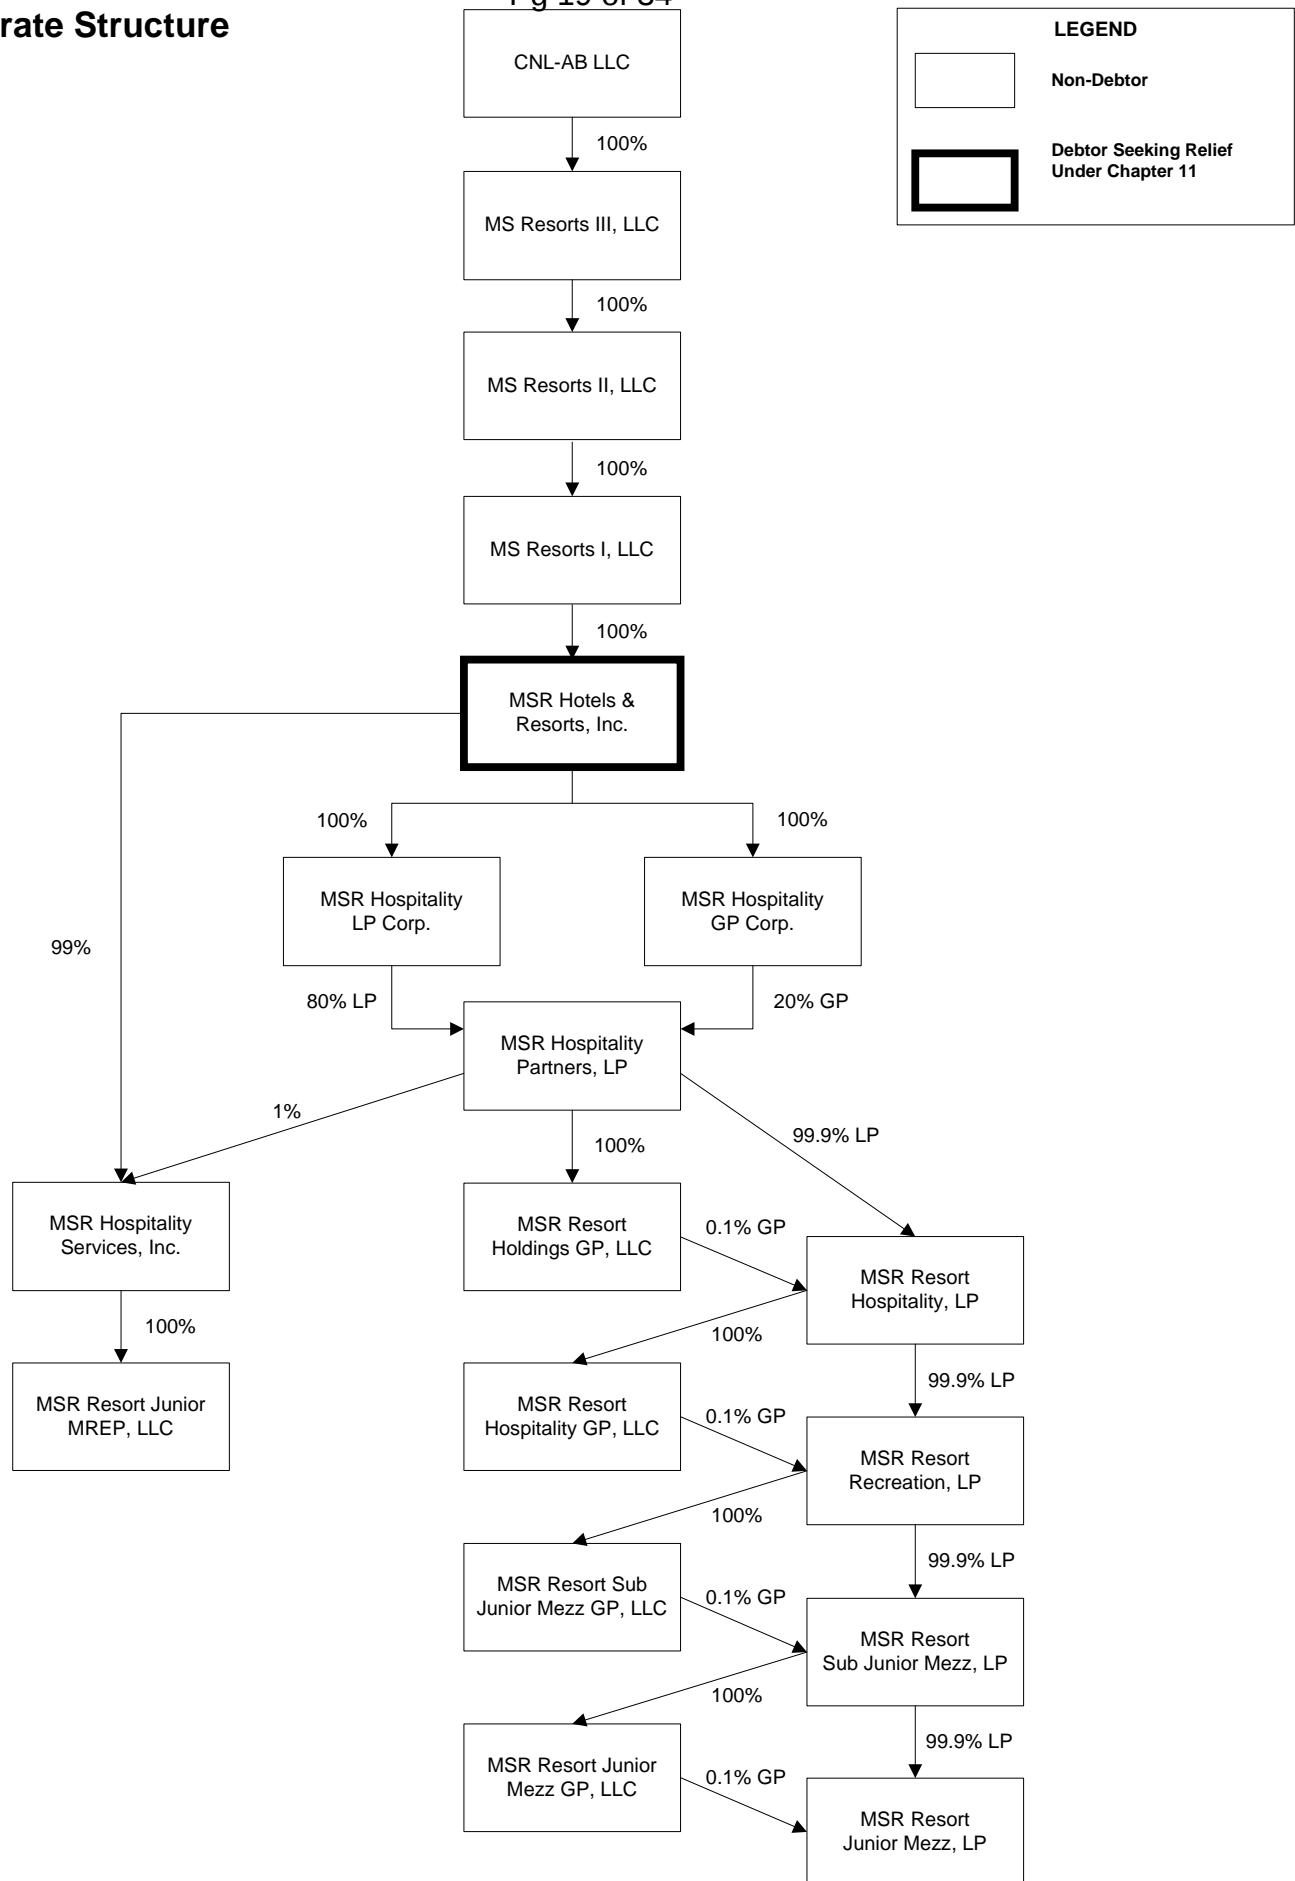 rate Structure
CNL-AB LLC
LEGEND
Non-Debtor
Debtor Seeking Relief
Under Chapter 11
100%
MS Resorts III, LLC
100%
MS Resorts II, LLC
100%
MS Resorts I, LLC
100%
MSR Hotels &
Resorts, Inc.
100%
100%
MSR Hospitality
LP Corp.
MSR Hospitality
GP Corp.
99%
80% LP
20% GP
MSR Hospitality
Partners, LP
1%
100%
99.9% LP
MSR Hospitality
Services, Inc.
MSR Resort
Holdings GP, LLC
0.1% GP
MSR Resort
Hospitality, LP
100%
100%
99.9% LP
MSR Resort Junior
MREP, LLC
MSR Resort
Hospitality GP, LLC
0.1% GP
MSR Resort
Recreation, LP
100%
99.9% LP
MSR Resort Sub
Junior Mezz GP, LLC
0.1% GP
MSR Resort
Sub Junior Mezz, LP
100%
99.9% LP
MSR Resort Junior
Mezz GP, LLC
0.1% GP
MSR Resort
Junior Mezz, LP